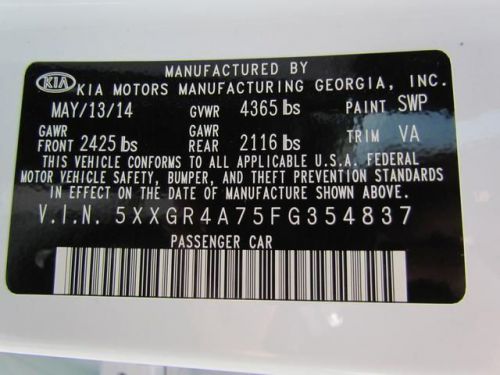 MANUFACTURED BY
KIA KIA MOTORS MANUFACTURING GEORGIA, INC.
MAY/13/14 GVWR 4365 lbs PAINT SWP
GAWR FRONT 2425 lbs GAWR REAR 2116 lbs TRIM VA
THIS VEHICLE CONFORMS TO ALL APPLICABLE U.S.A. FEDERAL
MOTOR VEHICLE SAFETY, BUMPER, AND THEFT PREVENTION STANDARDS
IN EFFECT ON THE DATE OF MANUFACTURE SHOWN ABOVE.
V.I.N. 5XXGR4A75FG354837
PASSENGER CAR